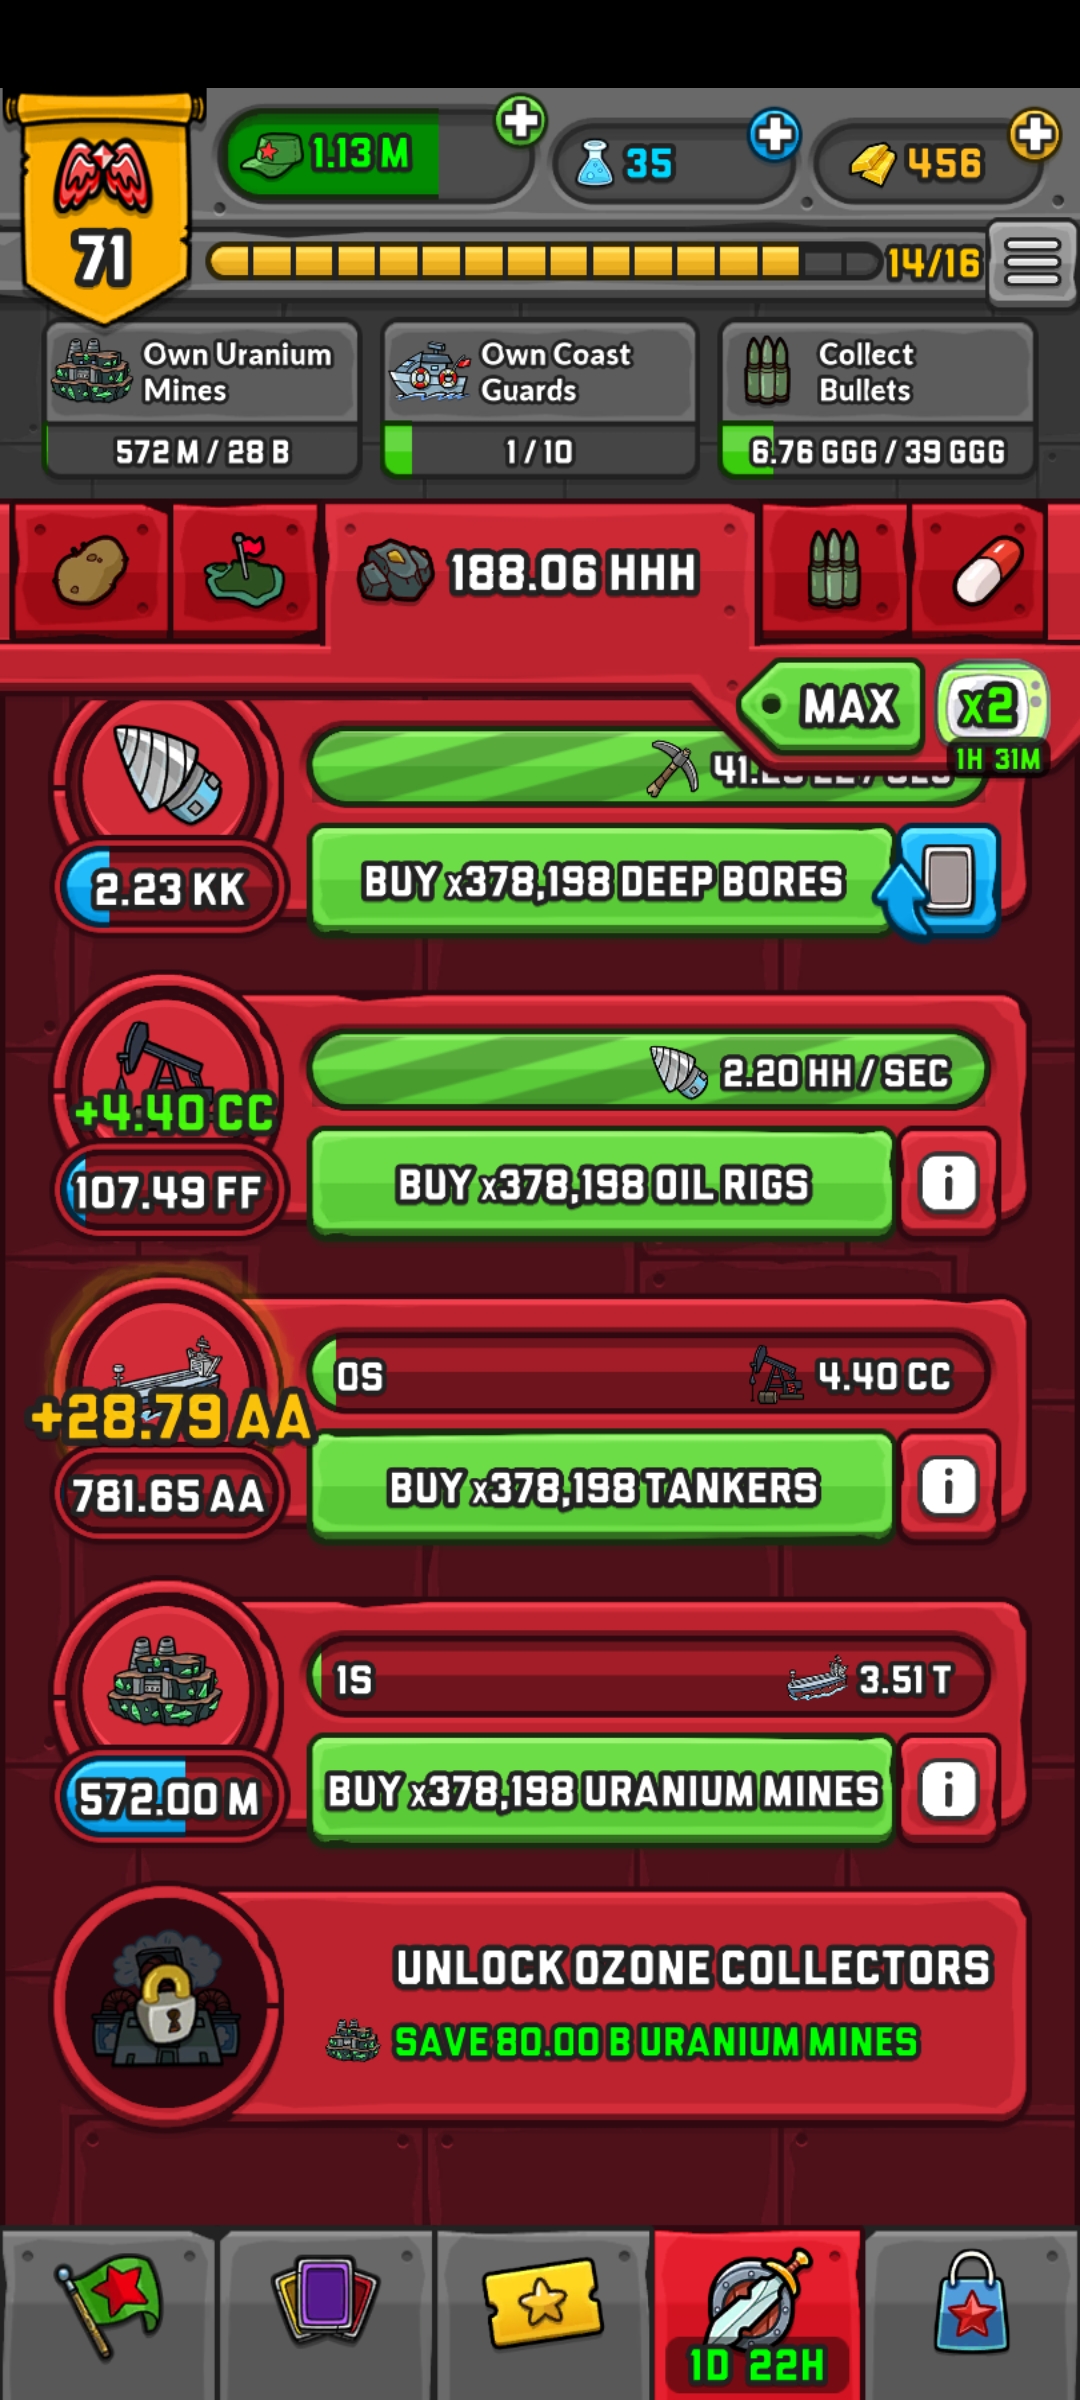 1.13 M
35
456
71
14/16
Own Uranium
Mines
572 M / 28 B
Own Coast
Guards
1 / 10
Collect
Bullets
6.76 GGG / 39 GGG
188.06 HHH
MAX
x2
1H 31M
2.23 KK
BUY x378,198 DEEP BORES
+4.40 CC
107.49 FF
2.20 HH / SEC
BUY x378,198 OIL RIGS
i
+28.79 AA
781.65 AA
0S
4.40 CC
BUY x378,198 TANKERS
i
572.00 M
1S
3.51 T
BUY x378,198 URANIUM MINES
i
UNLOCK OZONE COLLECTORS
SAVE 80.00 B URANIUM MINES
1D 22H